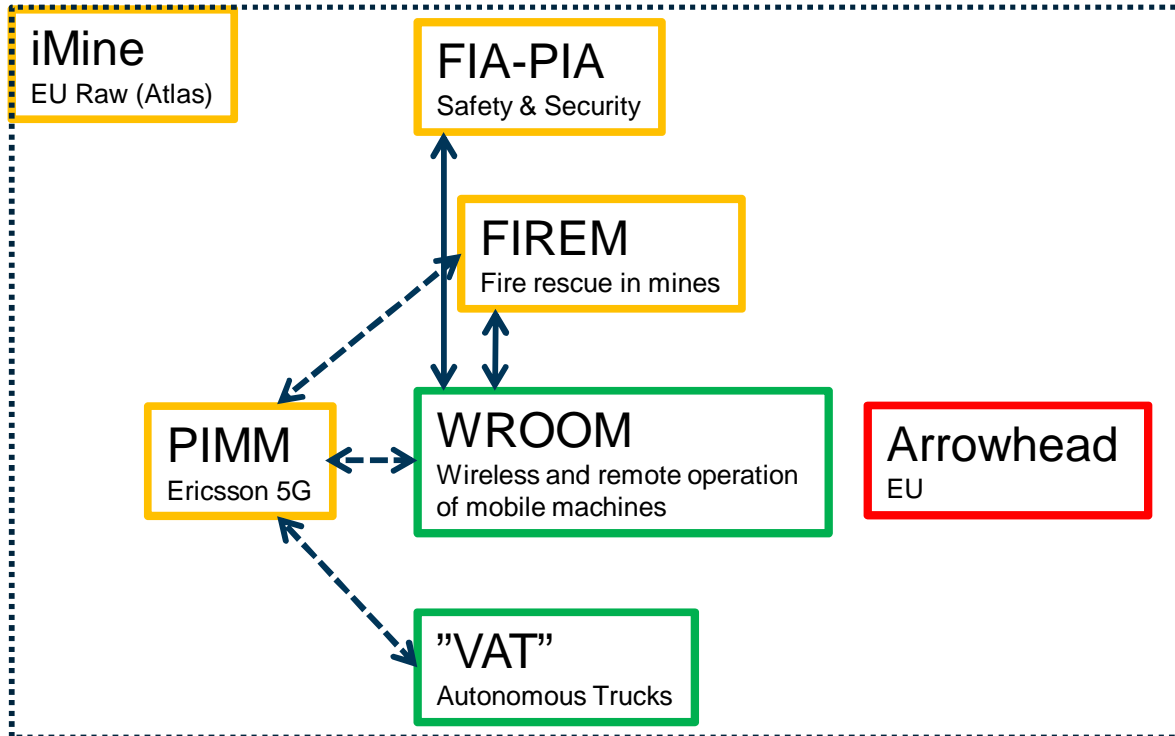 iMine
EU Raw (Atlas)
FIA-PIA
Safety & Security
FIREM
Fire rescue in mines
PIMM
Ericsson 5G
WROOM
Wireless and remote operation
of mobile machines
Arrowhead
EU
”VAT”
Autonomous Trucks